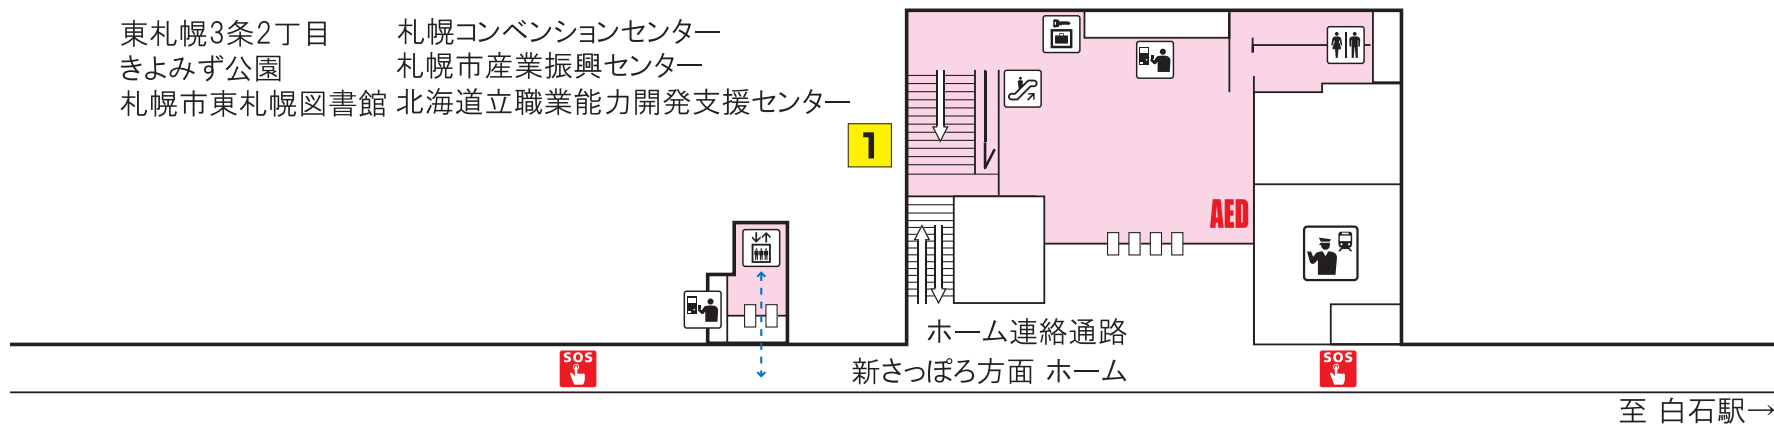 東札幌3条2丁目
きよみず公園
札幌市東札幌図書館
札幌コンベンションセンター
札幌市産業振興センター
北海道立職業能力開発支援センター
1
AED
ホーム連絡通路
新さっぽろ方面 ホーム
SOS
SOS
至 白石駅→